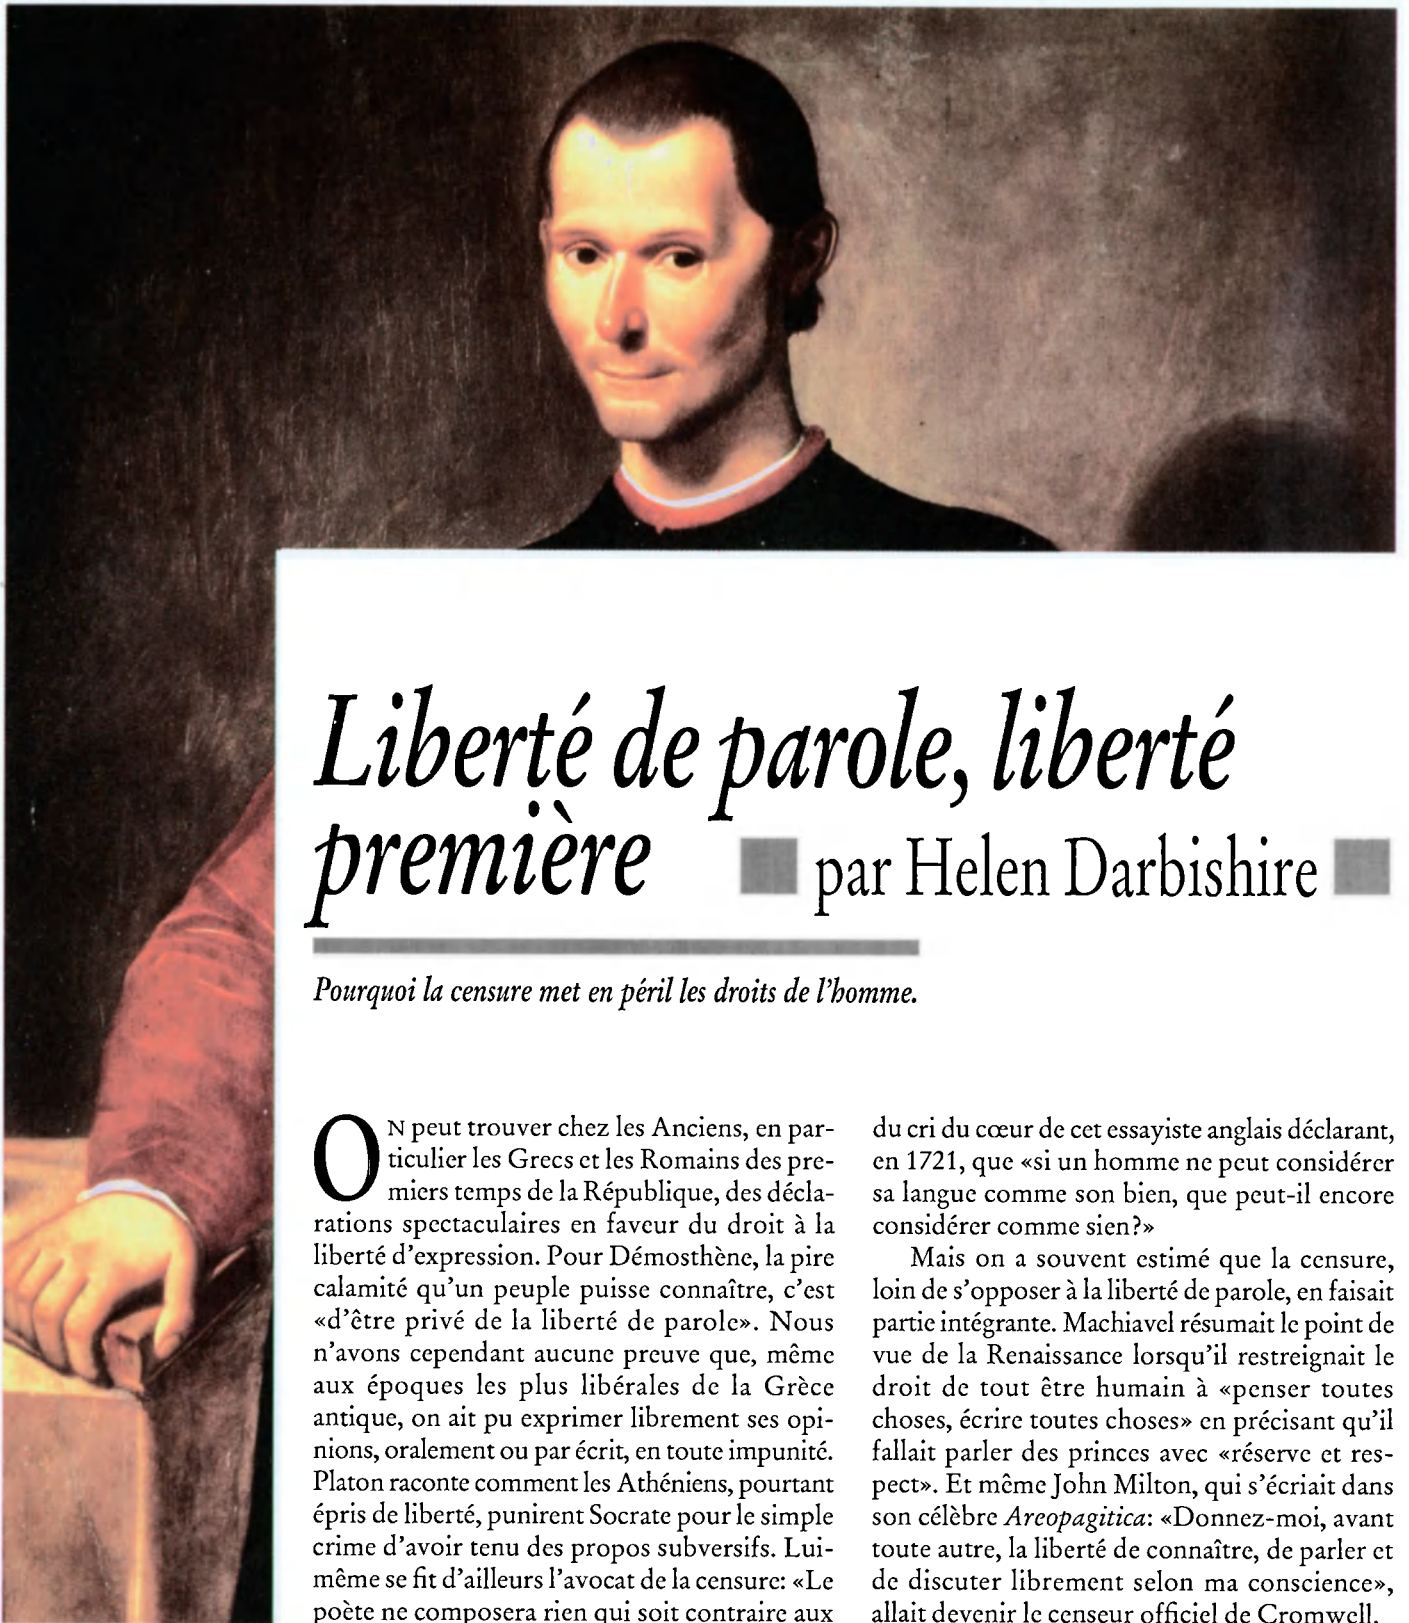 Liberté de parole, liberté
première
par Helen Darbishire
Pourquoi la censure met en péril les droits de l'homme.
ON peut trouver chez les Anciens, en par-
ticulier les Grecs et les Romains des pre-
miers temps de la République, des décla-
rations spectaculaires en faveur du droit à la
liberté d'expression. Pour Démosthène, la pire
calamité qu'un peuple puisse connaître, c'est
«d'être privé de la liberté de parole». Nous
n'avons cependant aucune preuve que, même
aux époques les plus libérales de la Grèce
antique, on ait pu exprimer librement ses opi-
nions, oralement ou par écrit, en toute impunité.
Platon raconte comment les Athéniens, pourtant
épris de liberté, punirent Socrate pour le simple
crime d'avoir tenu des propos subversifs. Lui-
même se fit d'ailleurs l'avocat de la censure: «Le
poète ne composera rien qui soit contraire aux
du cri du cœur de cet essayiste anglais déclarant,
en 1721, que «si un homme ne peut considérer
sa langue comme son bien, que peut-il encore
considérer comme sien?»
Mais on a souvent estimé que la censure,
loin de s'opposer à la liberté de parole, en faisait
partie intégrante. Machiavel résumait le point de
vue de la Renaissance lorsqu'il restreignait le
droit de tout être humain à «penser toutes
choses, écrire toutes choses» en précisant qu'il
fallait parler des princes avec «réserve et res-
pect». Et même John Milton, qui s'écriait dans
son célèbre Areopagitica: «Donnez-moi, avant
toute autre, la liberté de connaître, de parler et
de discuter librement selon ma conscience»,
allait devenir le censeur officiel de Cromwell.